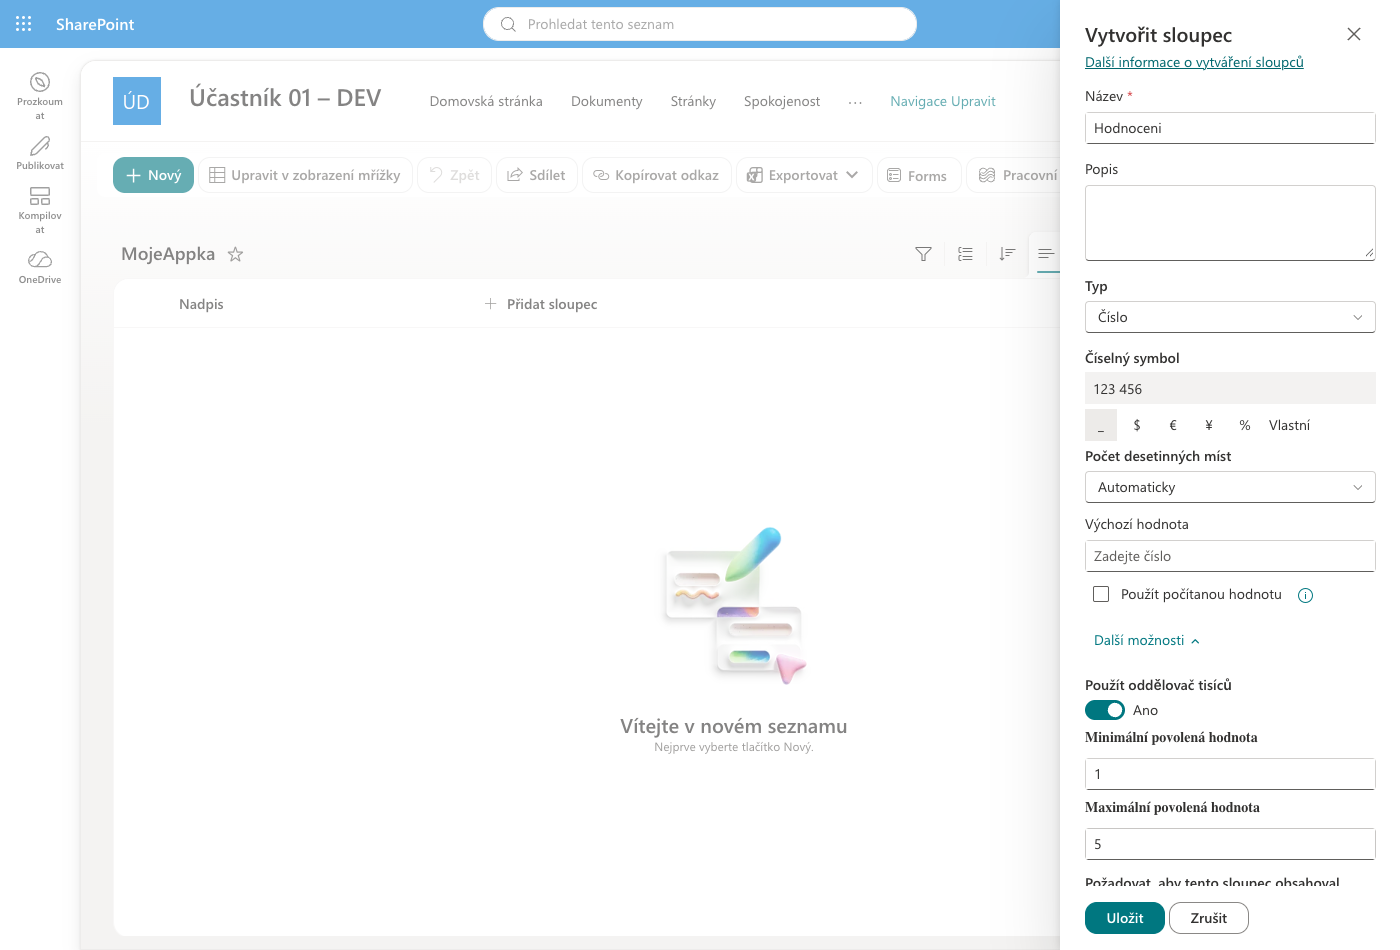 SharePoint
Prohledat tento seznam
Prozkoum
at
Publikovat
Kompilov
at
OneDrive
ÚD
Účastník 01 – DEV
Domovská stránka
Dokumenty
Stránky
Spokojenost
...
Navigace Upravit
Nový
Upravit v zobrazení mřížky
Zpět
Sdílet
Kopírovat odkaz
Exportovat
Forms
Pracovní
MojeAppka
Nadpis
Přidat sloupec
Vítejte v novém seznamu
Nejprve vyberte tlačítko Nový.
Vytvořit sloupec
Další informace o vytváření sloupců
Název *
Hodnoceni
Popis
Typ
Číslo
Číselný symbol
123 456
_ $ € ¥ % Vlastní
Počet desetinných míst
Automaticky
Výchozí hodnota
Zadejte číslo
Použít počítanou hodnotu
Další možnosti
Použít oddělovač tisíců
Ano
Minimální povolená hodnota
1
Maximální povolená hodnota
5
Požadovat, aby tento sloupec obsahoval
Uložit
Zrušit